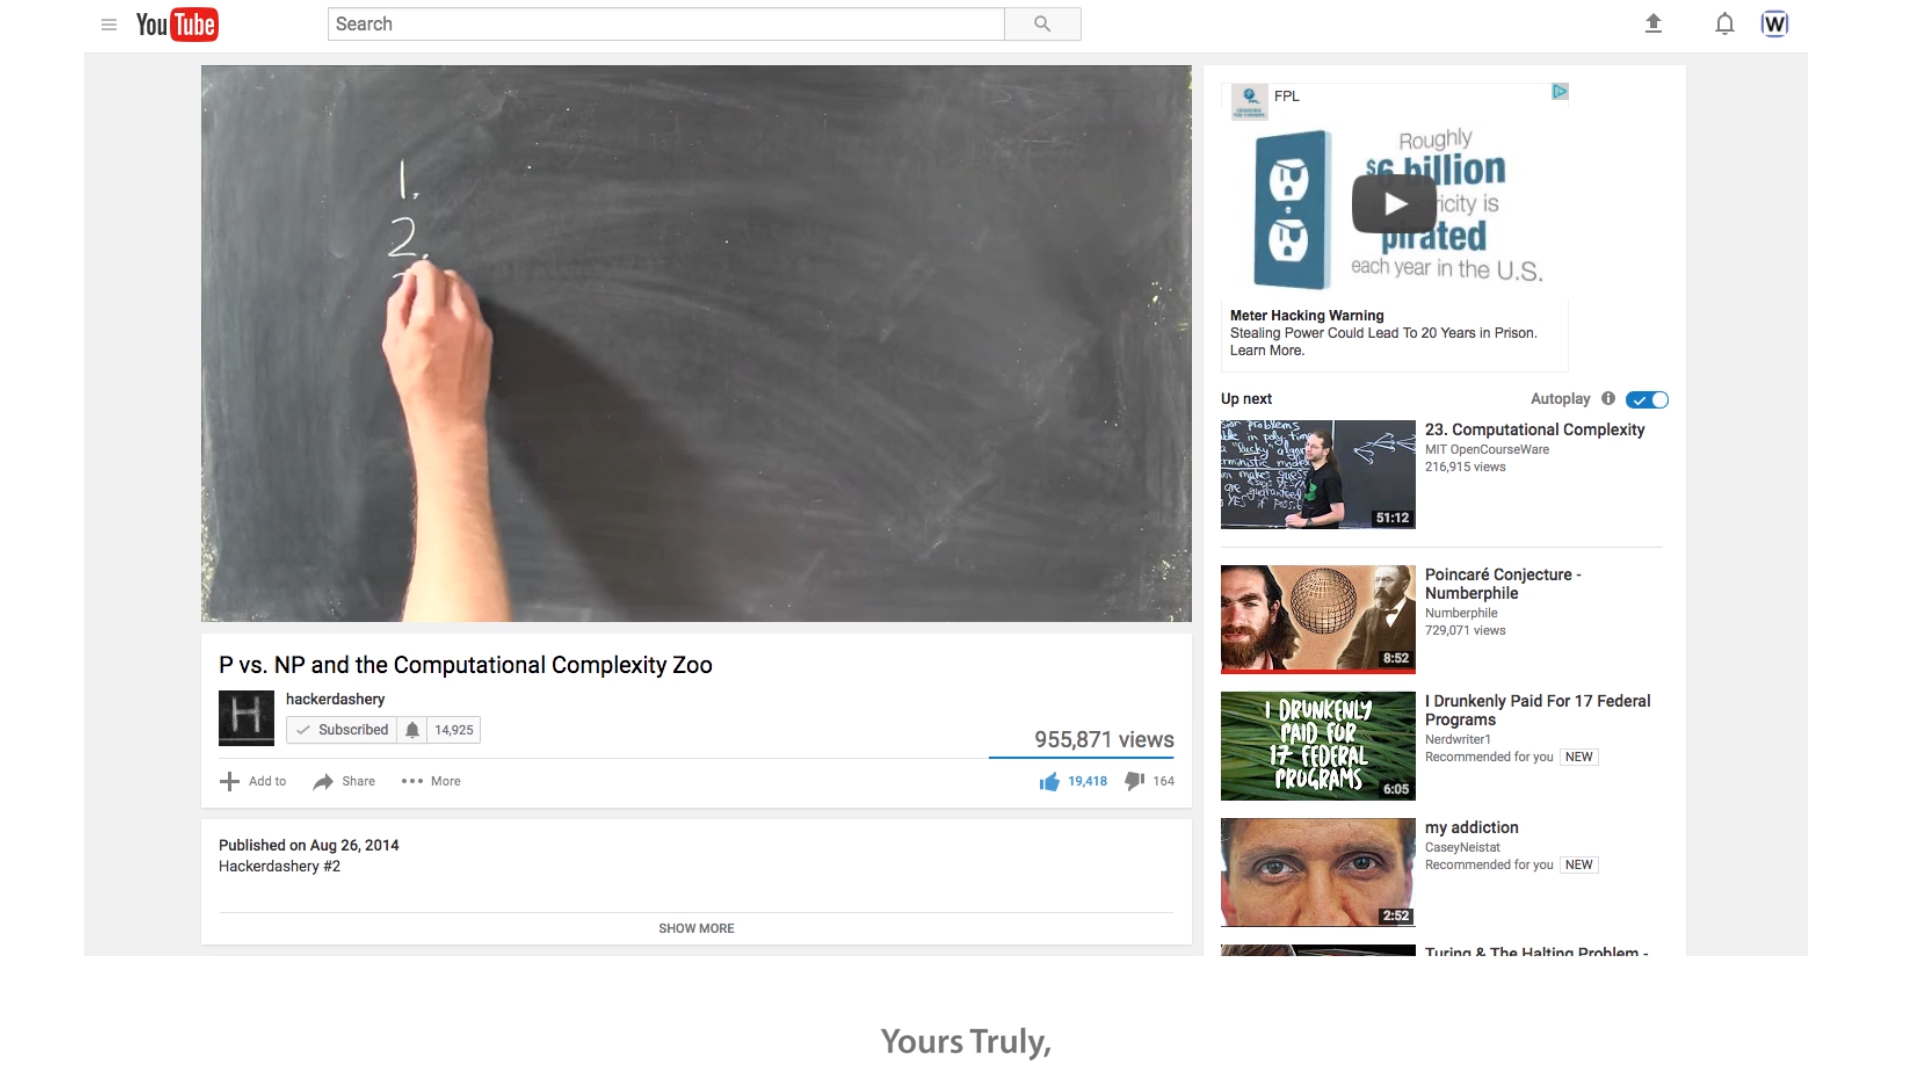 YouTube
Search
W
1.
2.
P vs. NP and the Computational Complexity Zoo
H
hackerdashery
Subscribed 14,925
955,871 views
Add to Share More
19,418 164
Published on Aug 26, 2014
Hackerdashery #2
SHOW MORE
FPL
Roughly
$6 billion
is
pirated
each year in the U.S.
Meter Hacking Warning
Stealing Power Could Lead To 20 Years in Prison.
Learn More.
Up next
Autoplay
51:12
23. Computational Complexity
MIT OpenCourseWare
216,915 views
8:52
Poincaré Conjecture -
Numberphile
Numberphile
729,071 views
I DRUNKENLY
PAID FOR
17 FEDERAL
PROGRAMS
6:05
I Drunkenly Paid For 17 Federal
Programs
Nerdwriter1
Recommended for you NEW
2:52
my addiction
CaseyNeistat
Recommended for you NEW
Turing & The Halting Problem -
Yours Truly,